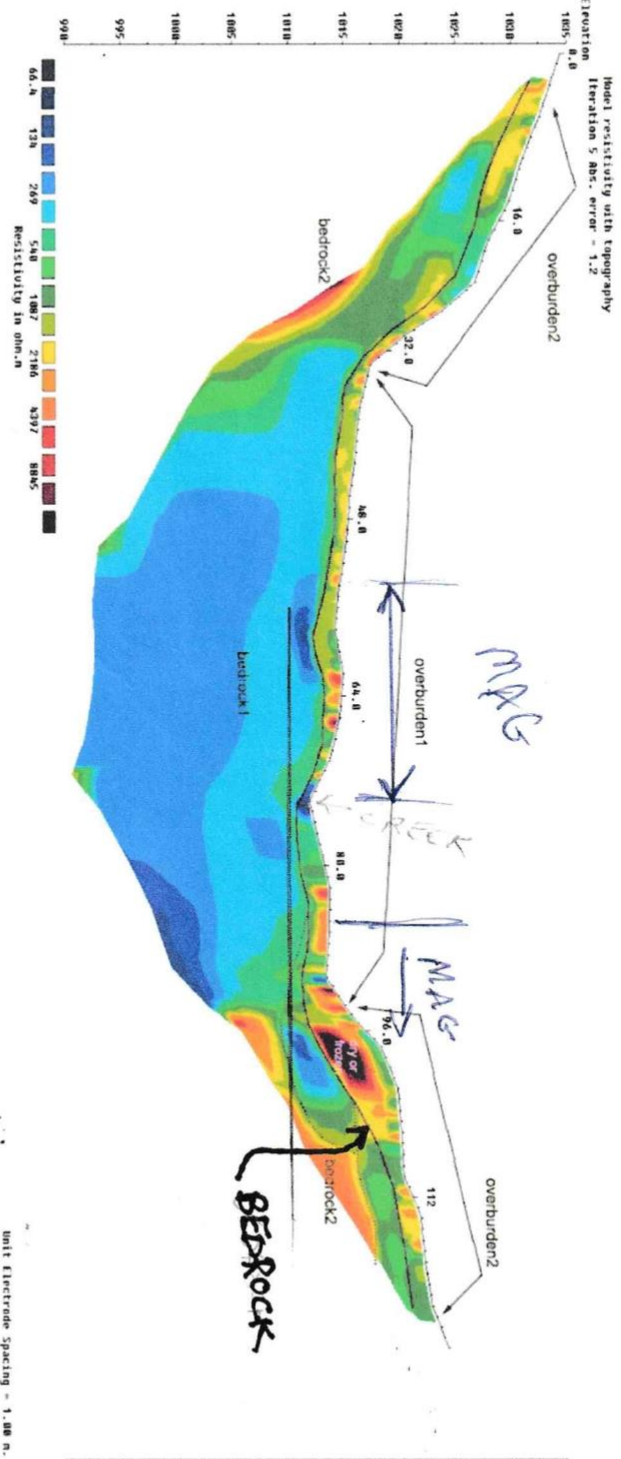 Model resistivity with topography
Iteration 5 Abs. error = 1.2
Elevation
1035
1030
1025
1020
1015
1010
1005
1000
995
990
0.0
16.0
32.0
48.0
64.0
80.0
96.0
112
overburden2
overburden1
overburden2
MAG
MAG
CREEK
dry or
frozen
bedrock2
bedrock1
bedrock2
BEDROCK
66.4 134 269 540 1087 2186 4397 8845
Resistivity in ohm.m
Unit Electrode Spacing = 1.00 m.